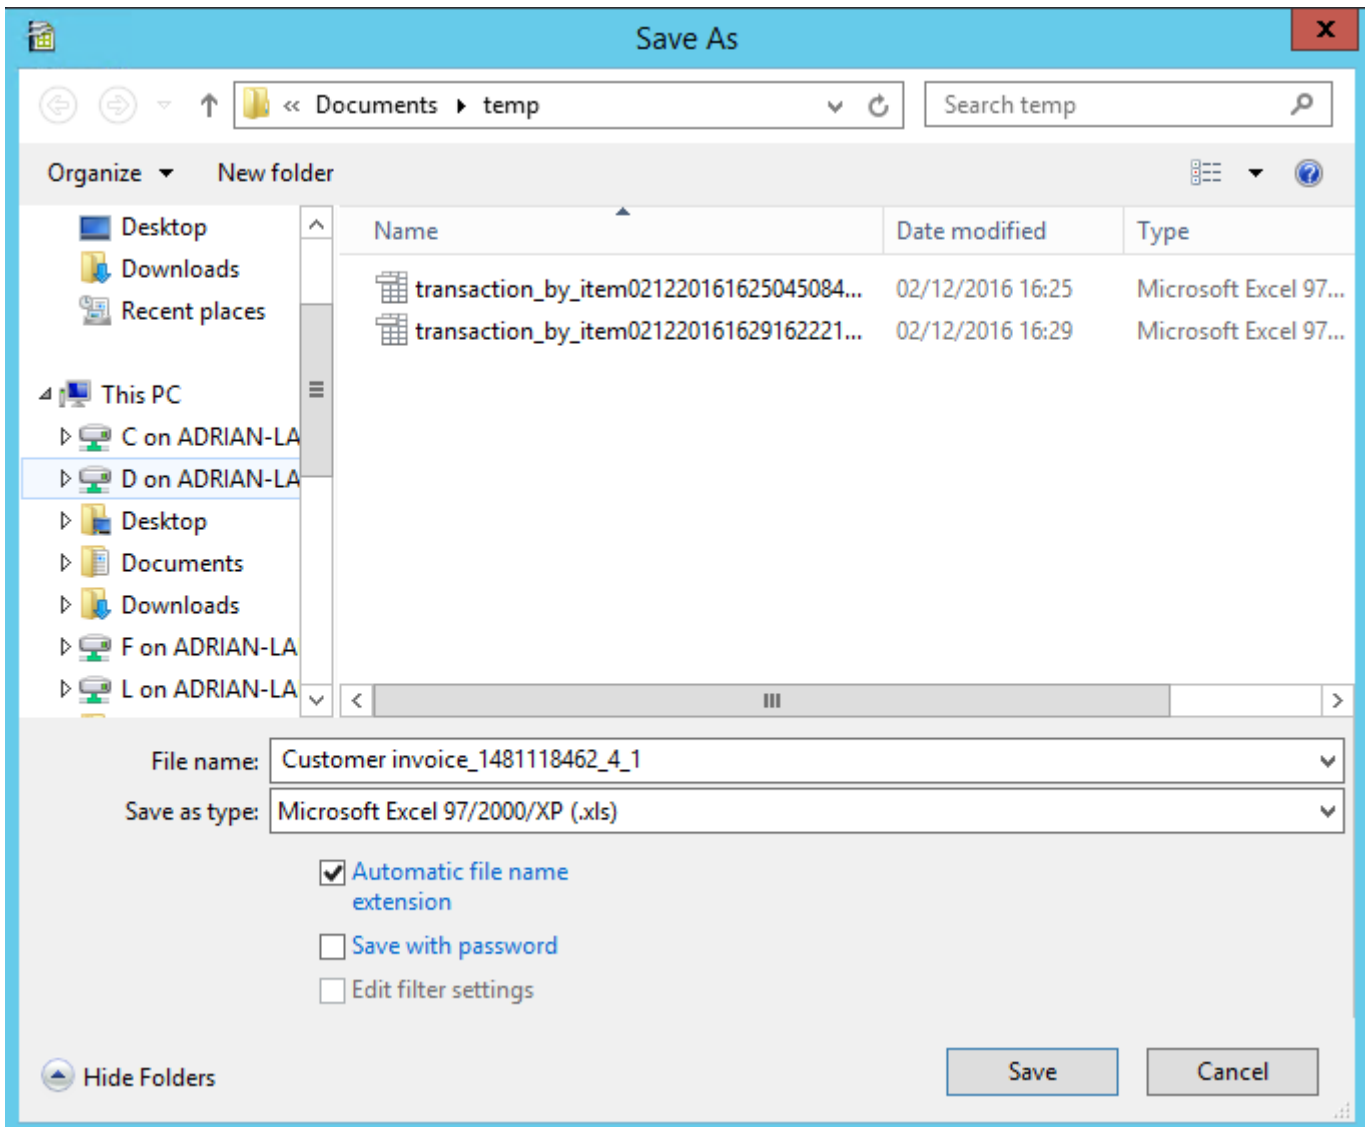 Save As
x
« Documents temp
Search temp
Organize New folder
Name Date modified Type
Desktop
Downloads
Recent places
This PC
C on ADRIAN-LA
D on ADRIAN-LA
Desktop
Documents
Downloads
F on ADRIAN-LA
L on ADRIAN-LA
transaction_by_item021220161625045084... 02/12/2016 16:25 Microsoft Excel 97...
transaction_by_item021220161629162221... 02/12/2016 16:29 Microsoft Excel 97...
File name: Customer invoice_1481118462_4_1
Save as type: Microsoft Excel 97/2000/XP (.xls)
Automatic file name
extension
Save with password
Edit filter settings
Hide Folders
Save Cancel